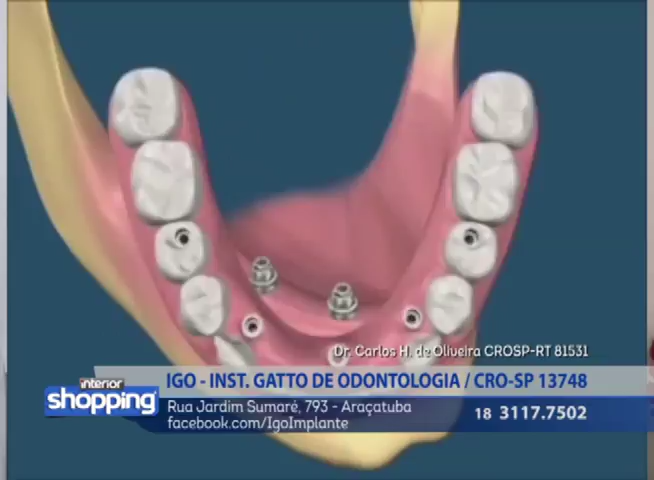 Dr. Carlos H. de Oliveira CROSP-RT 81531
IGO - INST. GATTO DE ODONTOLOGIA / CRO-SP 13748
interior
shopping
Rua Jardim Sumaré, 793 - Araçatuba
facebook.com/IgoImplante
18 3117.7502